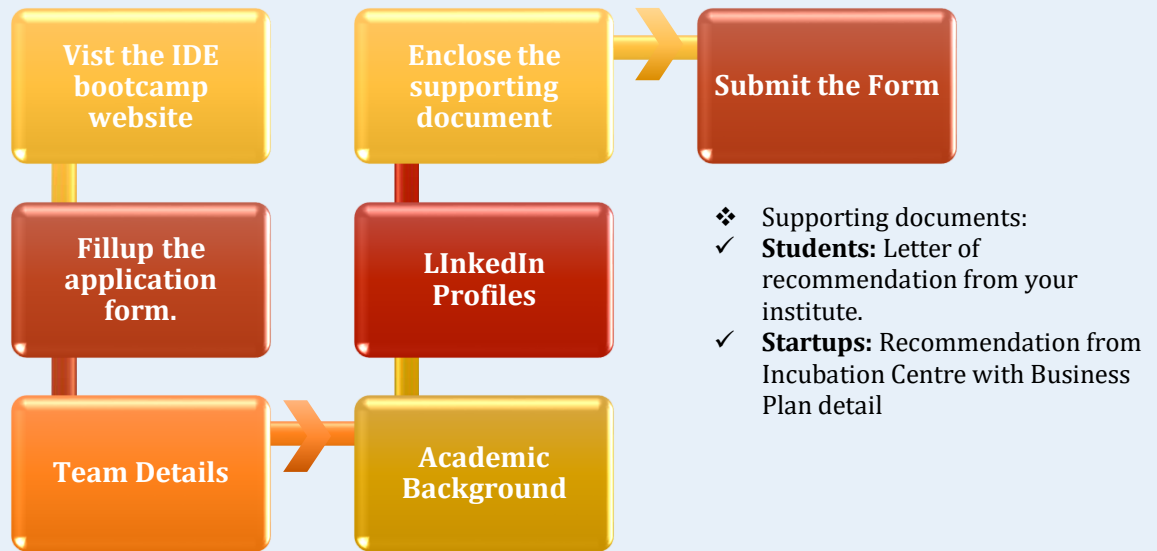 Vist the IDE
bootcamp
website
Fillup the
application
form.
Team Details
Academic
Background
LInkedIn
Profiles
Enclose the
supporting
document
Submit the Form
❖ Supporting documents:
✓ Students: Letter of
recommendation from your
institute.
✓ Startups: Recommendation from
Incubation Centre with Business
Plan detail